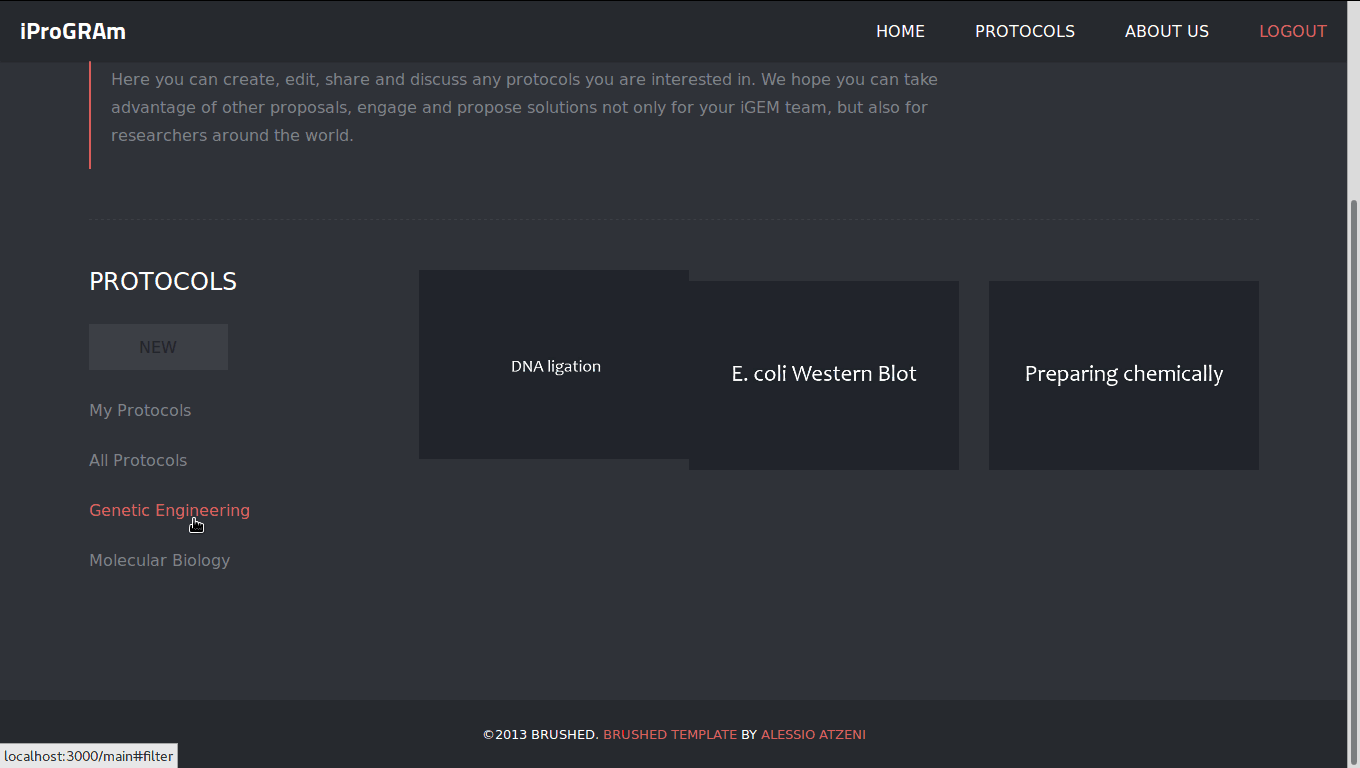 iProGRAm
HOME PROTOCOLS ABOUT US LOGOUT
Here you can create, edit, share and discuss any protocols you are interested in. We hope you can take
advantage of other proposals, engage and propose solutions not only for your iGEM team, but also for
researchers around the world.
PROTOCOLS
NEW
My Protocols
All Protocols
Genetic Engineering
Molecular Biology
DNA ligation
E. coli Western Blot
Preparing chemically
©2013 BRUSHED. BRUSHED TEMPLATE BY ALESSIO ATZENI
localhost:3000/main#filter